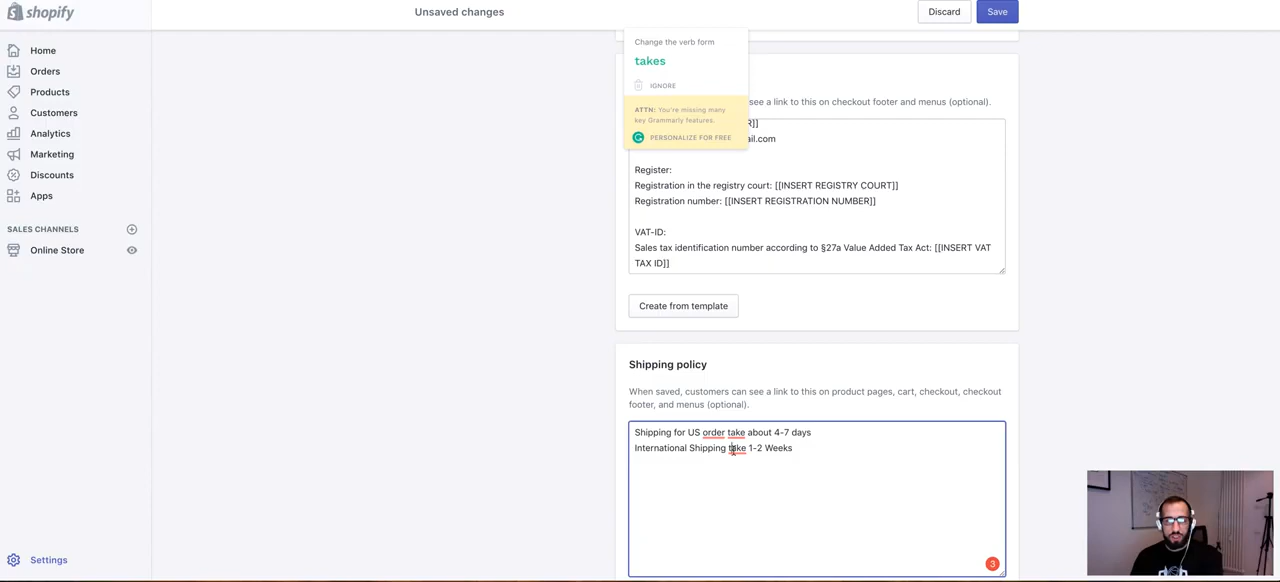 shopify
Unsaved changes
Discard
Save
Home
Orders
Products
Customers
Analytics
Marketing
Discounts
Apps
SALES CHANNELS
Online Store
Settings
Change the verb form
takes
IGNORE
ATTN: You're missing many
key Grammarly features.
PERSONALIZE FOR FREE
see a link to this on checkout footer and menus (optional).
R]]
ail.com
Register:
Registration in the registry court: [[INSERT REGISTRY COURT]]
Registration number: [[INSERT REGISTRATION NUMBER]]
VAT-ID:
Sales tax identification number according to §27a Value Added Tax Act: [[INSERT VAT
TAX ID]]
Create from template
Shipping policy
When saved, customers can see a link to this on product pages, cart, checkout, checkout
footer, and menus (optional).
Shipping for US order take about 4-7 days
International Shipping take 1-2 Weeks
3